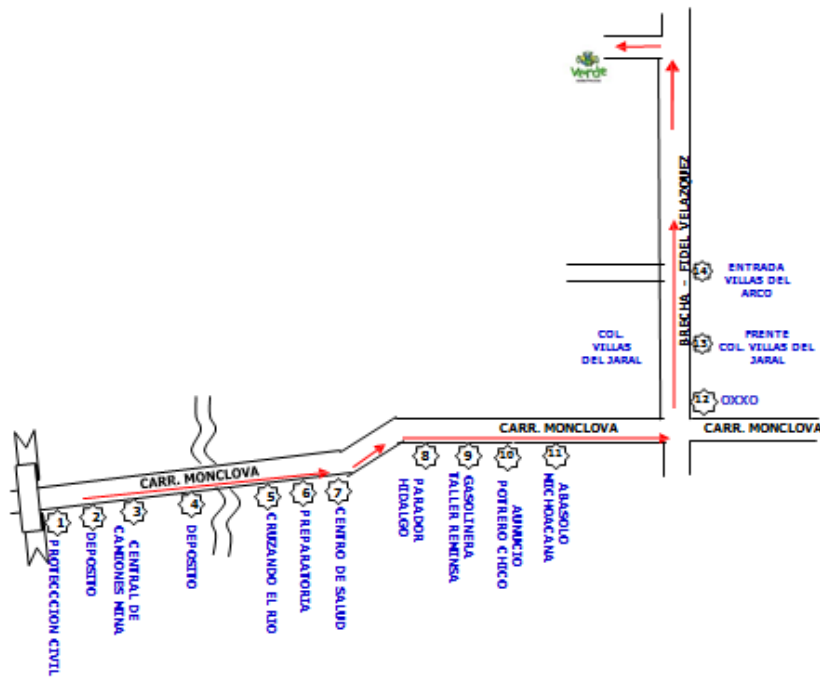 Verde
BRECHA - FIDEL VELAZQUEZ
14
ENTRADA
VILLAS DEL
ARCO
13
FRENTE
COL. VILLAS DEL
JARAL
COL.
VILLAS
DEL JARAL
12
OXXO
CARR. MONCLOVA
CARR. MONCLOVA
CARR. MONCLOVA
1
PROTECCCION CIVIL
2
DEPOSITO
3
CENTRAL DE
CAMIONES MINA
4
DEPOSITO
5
CRUZANDO EL RIO
6
PREPARATORIA
7
CENTRO DE SALUD
8
PARADOR
HIDALGO
9
GASOLINERA
TALLER REMINSA
10
AUNUCIO
POTRERO CHICO
11
ABASOLO
MICHOACANA